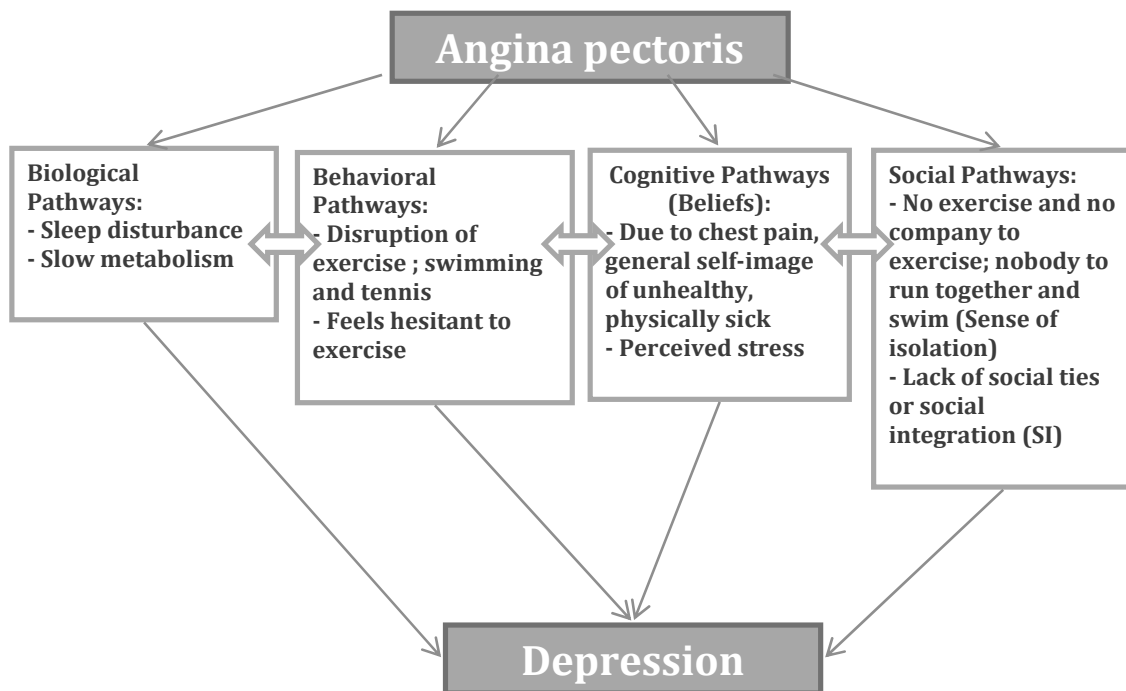 Angina pectoris
Biological
Pathways:
- Sleep disturbance
- Slow metabolism
Behavioral
Pathways:
- Disruption of
exercise ; swimming
and tennis
- Feels hesitant to
exercise
Cognitive Pathways
(Beliefs):
- Due to chest pain,
general self-image
of unhealthy,
physically sick
- Perceived stress
Social Pathways:
- No exercise and no
company to
exercise; nobody to
run together and
swim (Sense of
isolation)
- Lack of social ties
or social
integration (SI)
Depression